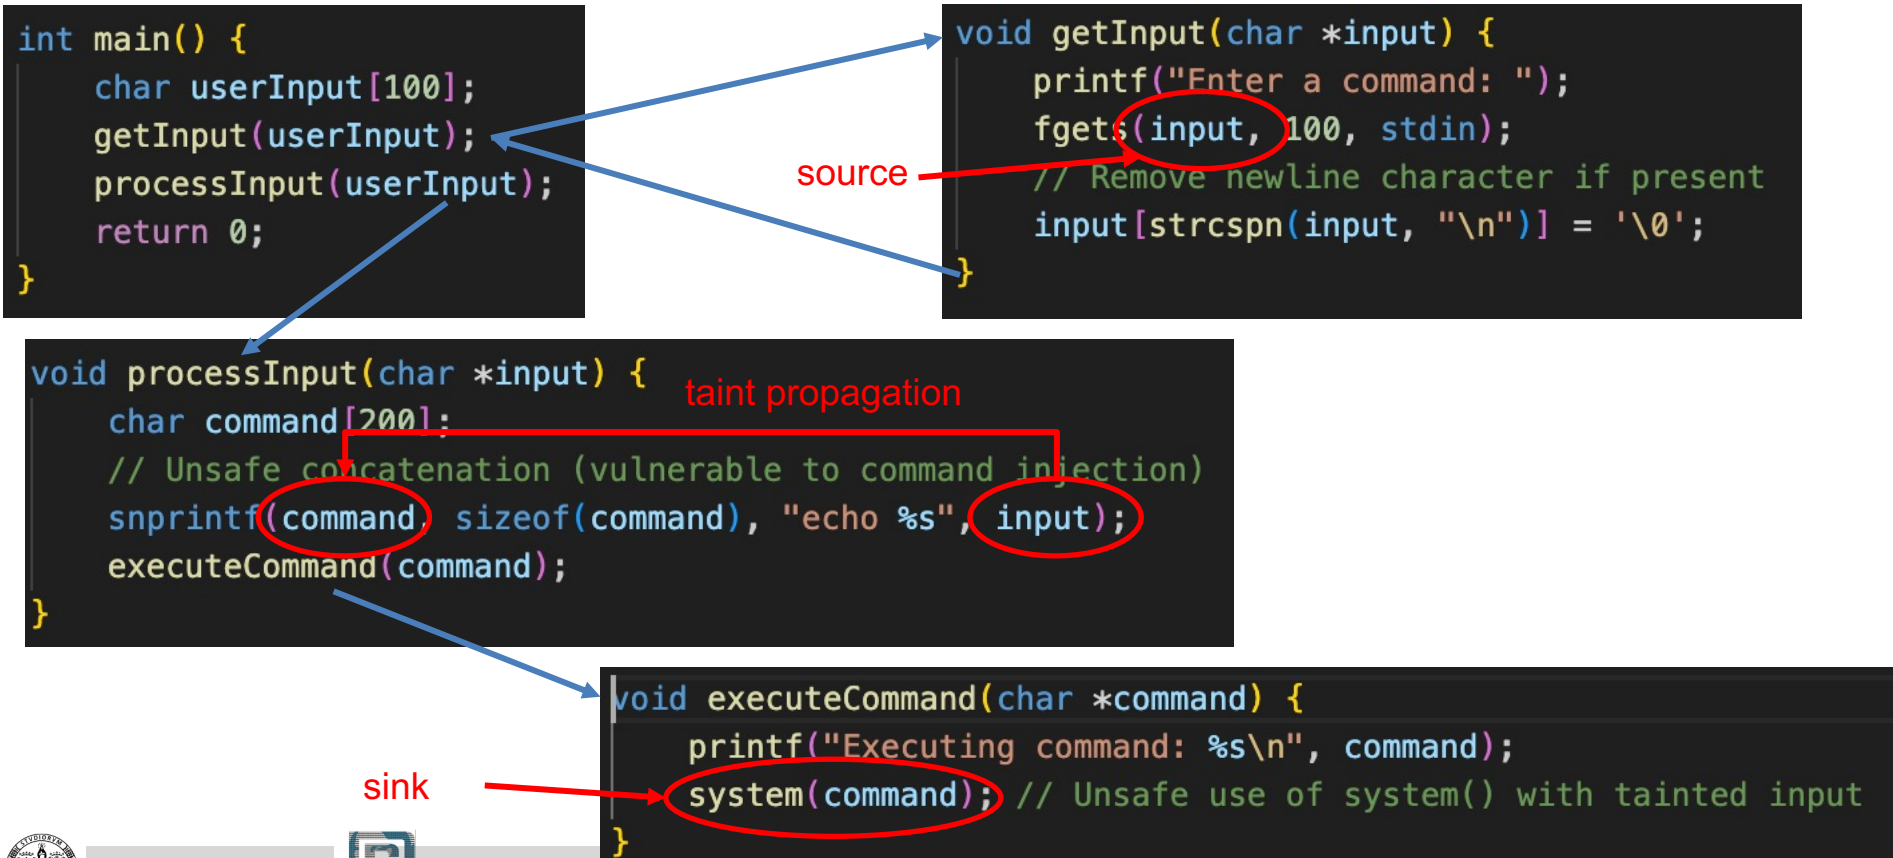 int main() {
char userInput[100];
getInput(userInput);
processInput(userInput);
return 0;
}
void getInput(char *input) {
printf("Enter a command: ");
fgets(input, 100, stdin);
// Remove newline character if present
input[strcspn(input, "\n")] = '\0';
}
source
void processInput(char *input) {
char command[200];
// Unsafe concatenation (vulnerable to command injection)
snprintf(command, sizeof(command), "echo %s", input);
executeCommand(command);
}
taint propagation
void executeCommand(char *command) {
printf("Executing command: %s\n", command);
system(command); // Unsafe use of system() with tainted input
}
sink